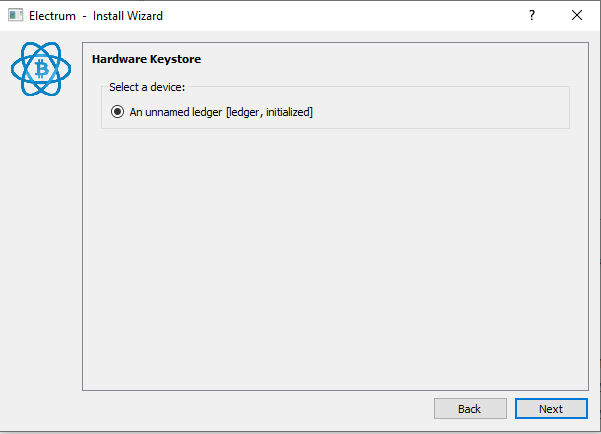 Electrum - Install Wizard
?
Hardware Keystore
Select a device:
An unnamed ledger [ledger, initialized]
Back
Next